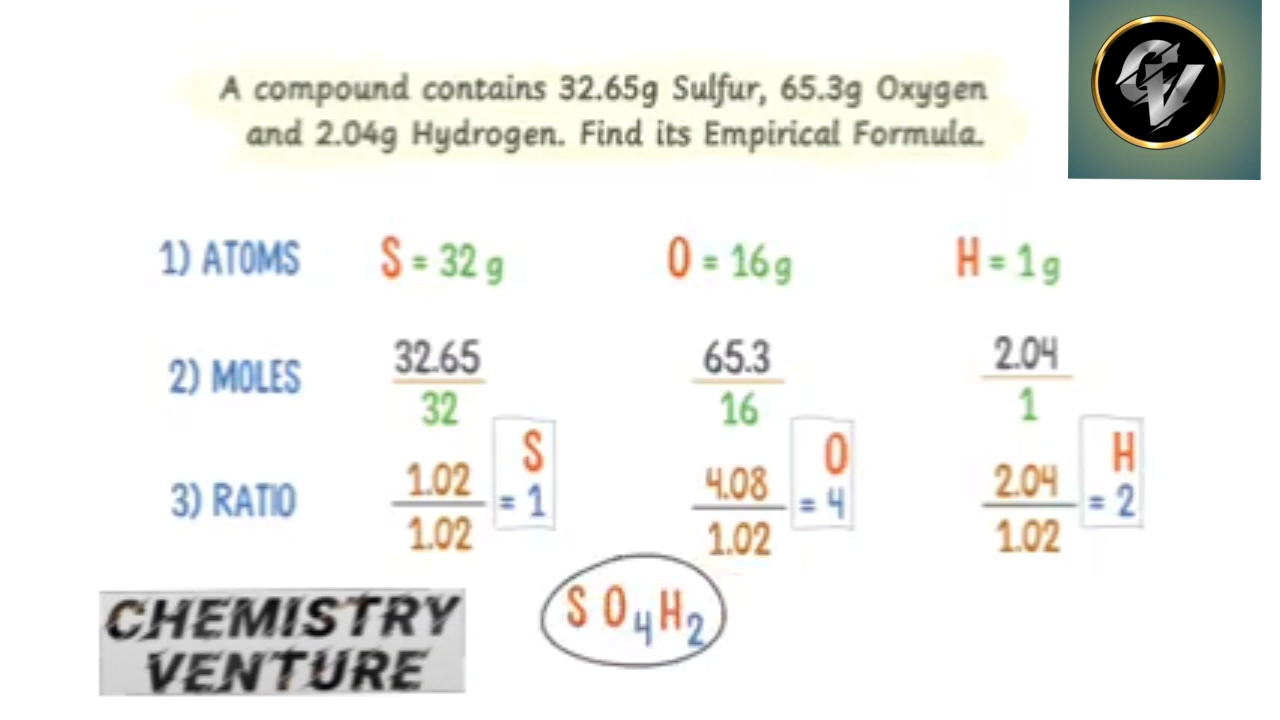 A compound contains 32.65g Sulfur, 65.3g Oxygen
and 2.04g Hydrogen. Find its Empirical Formula.
CV
1) ATOMS S = 32 g O = 16 g H = 1 g
2) MOLES 32.65 65.3 2.04
32 16 1
S O H
3) RATIO 1.02 = 1 4.08 = 4 2.04 = 2
1.02 1.02 1.02
S O4 H2
CHEMISTRY
VENTURE